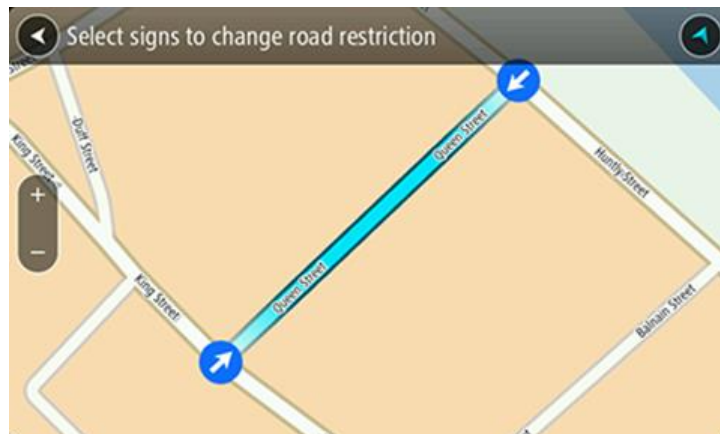 Select signs to change road restriction
Street
Duff Street
King Street
Queen Street
Huntly Street
Queen Street
King Street
Balnain Street
+
-